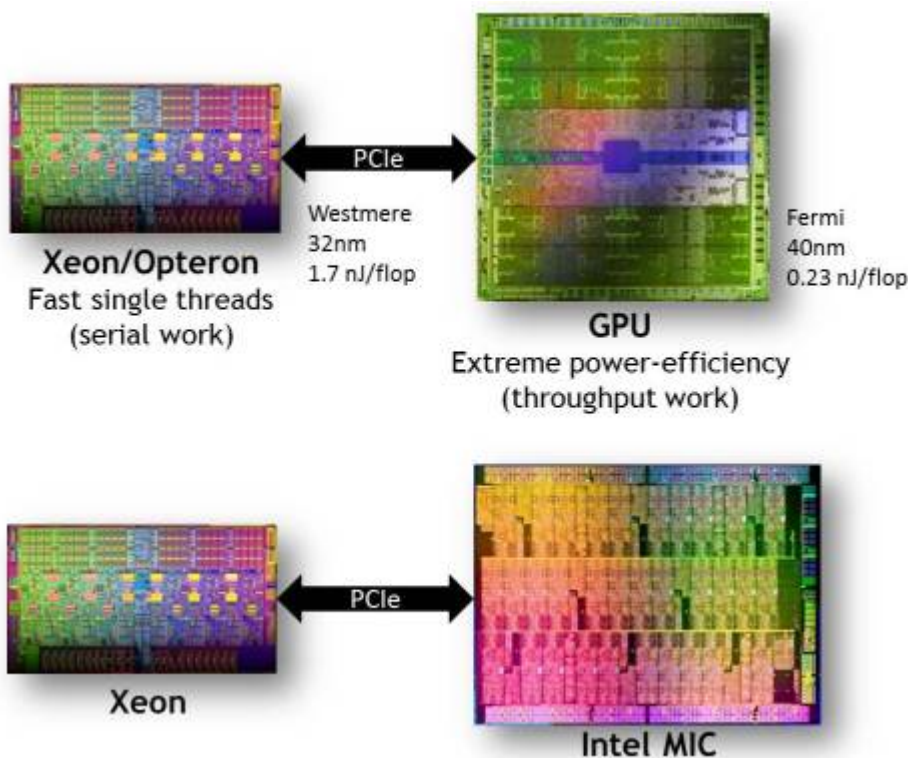 PCIe
Westmere
32nm
1.7 nJ/flop
Xeon/Opteron
Fast single threads
(serial work)
Fermi
40nm
0.23 nJ/flop
GPU
Extreme power-efficiency
(throughput work)
PCIe
Xeon
Intel MIC